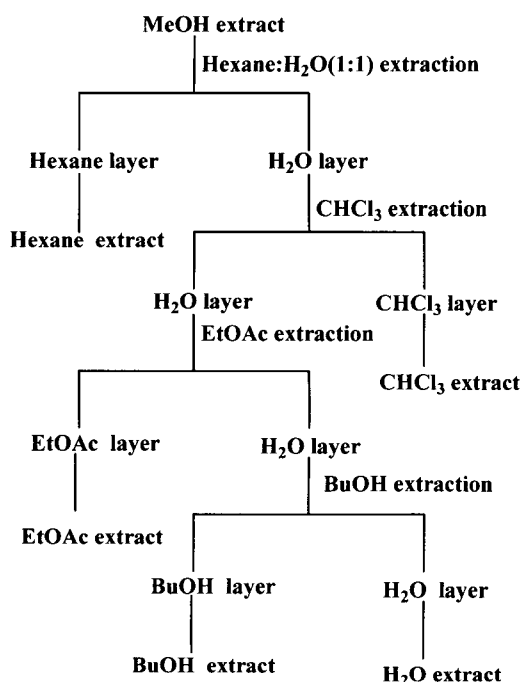 MeOH extract
Hexane:H₂O(1:1) extraction
Hexane layer
H₂O layer
CHCl₃ extraction
Hexane extract
H₂O layer
CHCl₃ layer
EtOAc extraction
CHCl₃ extract
EtOAc layer
H₂O layer
BuOH extraction
EtOAc extract
BuOH layer
H₂O layer
BuOH extract
H₂O extract